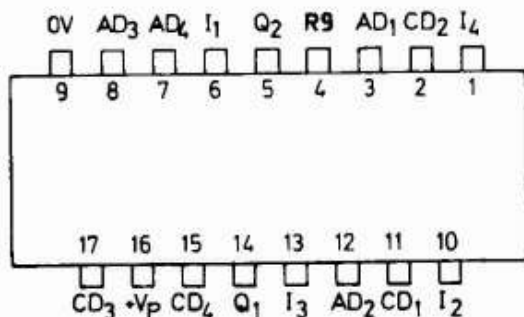 0V AD3 AD4 I1 Q2 R9 AD1 CD2 I4
9 8 7 6 5 4 3 2 1
17 16 15 14 13 12 11 10
CD3 +Vp CD4 Q1 I3 AD2 CD1 I2